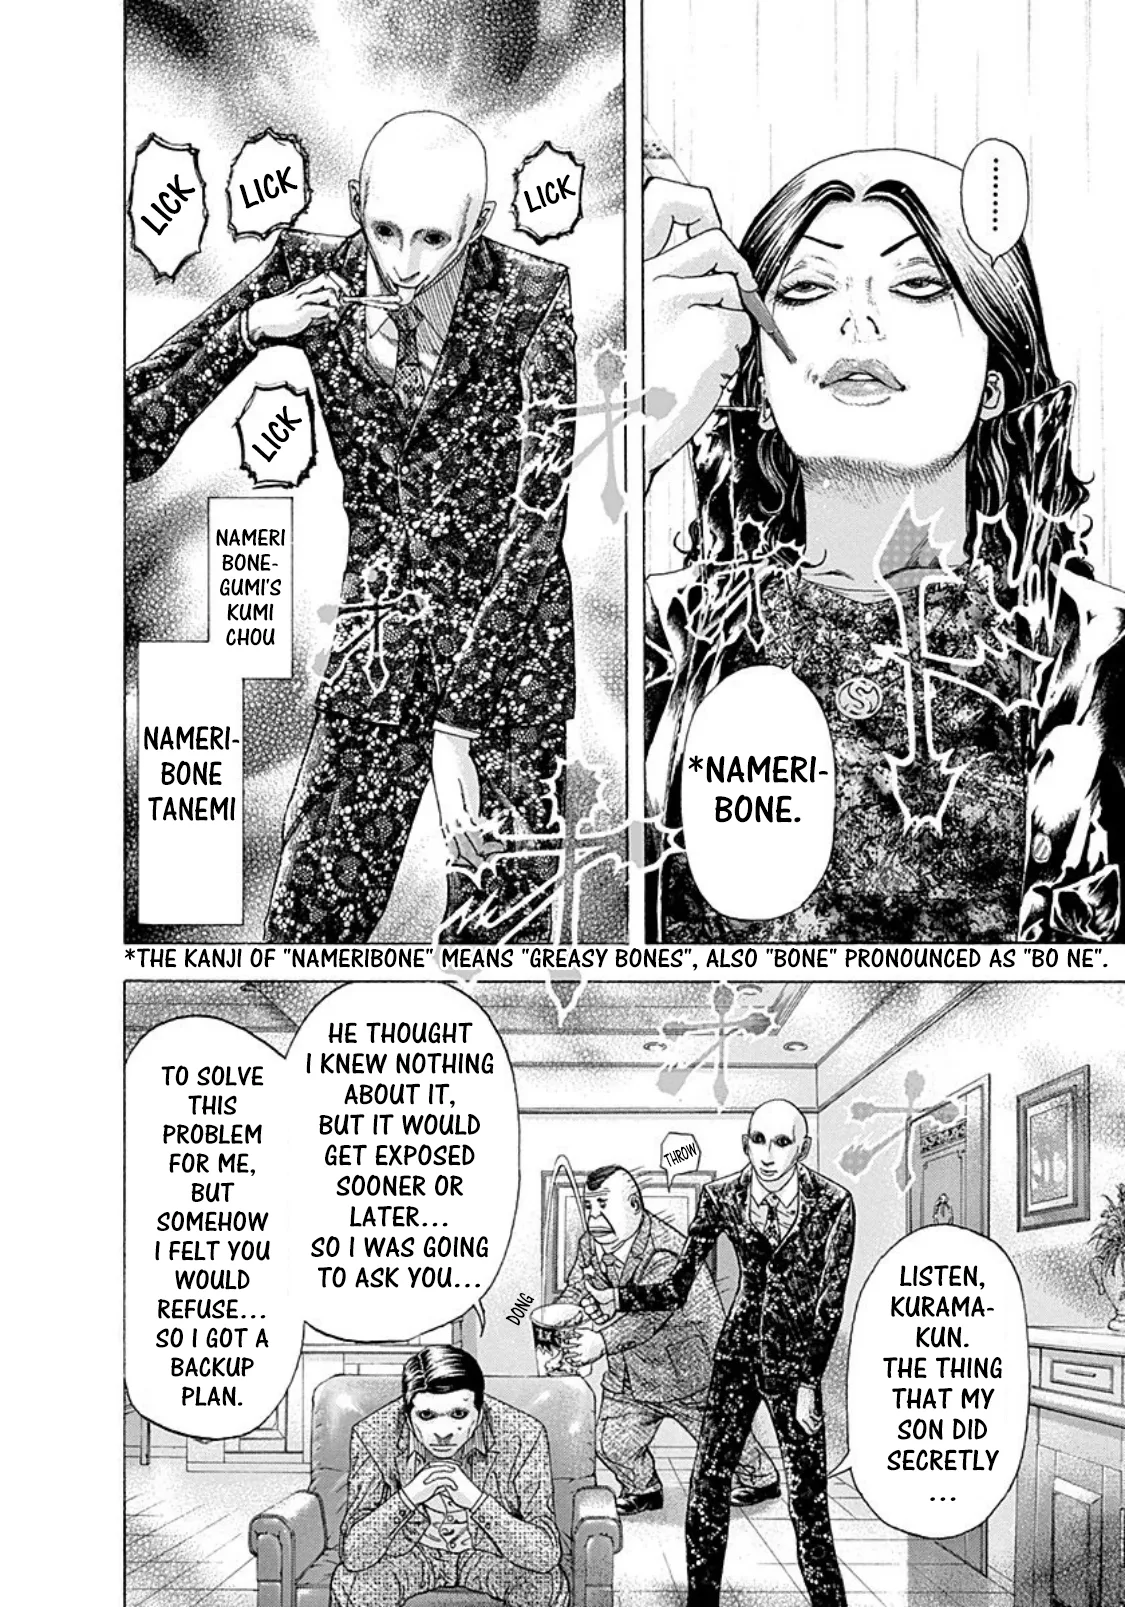 .........
*NAMERI-
BONE.
LICK
LICK
LICK
LICK
NAMERI
BONE-
GUMI'S
KUMI
CHOU
NAMERI-
BONE
TANEMI
*THE KANJI OF "NAMERIBONE" MEANS "GREASY BONES", ALSO "BONE" PRONOUNCED AS "BO NE".
LISTEN,
KURAMA-
KUN.
THE THING
THAT MY
SON DID
SECRETLY
...
THROW
DONG
HE THOUGHT
I KNEW NOTHING
ABOUT IT,
BUT IT WOULD
GET EXPOSED
SOONER OR
LATER...
SO I WAS GOING
TO ASK YOU...
TO SOLVE
THIS
PROBLEM
FOR ME,
BUT
SOMEHOW
I FELT YOU
WOULD
REFUSE...
SO I GOT A
BACKUP
PLAN.